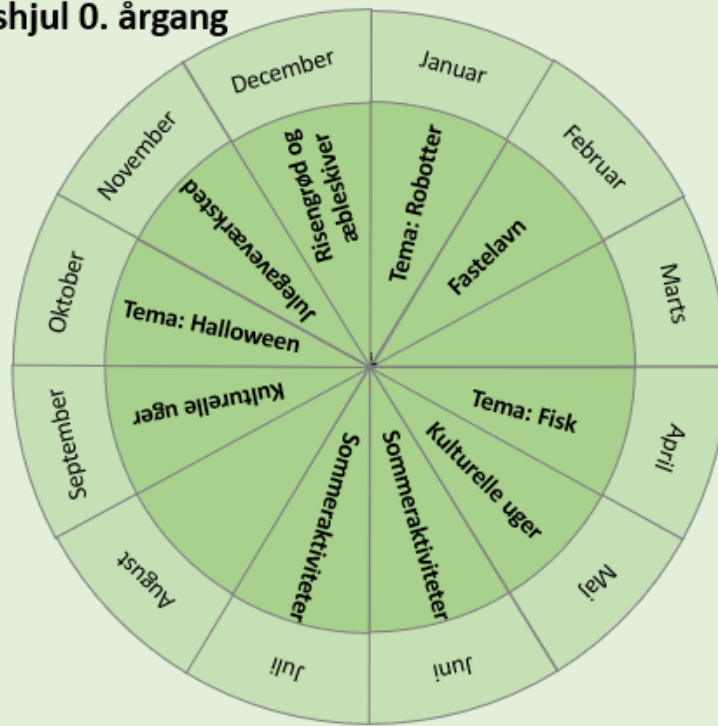 shjul 0. årgang
Januar
Tema: Robotter
Februar
Fastelavn
Marts
April
Tema: Fisk
Maj
Kulturelle uger
Juni
Sommeraktiviteter
Juli
Sommeraktiviteter
August
September
Kulturelle uger
Oktober
Tema: Halloween
November
Julegaveværksted
December
Risengrød og
æbleskiver